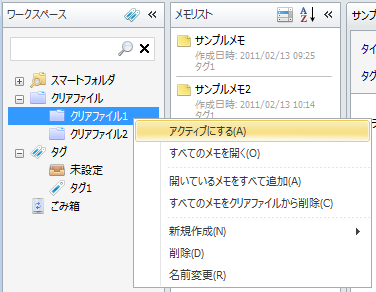 ワークスペース
スマートフォルダ
クリアファイル
クリアファイル1
クリアファイル2
タグ
未設定
タグ1
ごみ箱
メモリスト
サンプルメモ
作成日時: 2011/02/13 09:25
タグ1
サンプルメモ2
作成日時: 2011/02/13 10:14
タグ1
アクティブにする(A)
すべてのメモを開く(O)
開いているメモをすべて追加(A)
すべてのメモをクリアファイルから削除(C)
新規作成(N)
削除(D)
名前変更(R)
サンプ
タイ
タグ